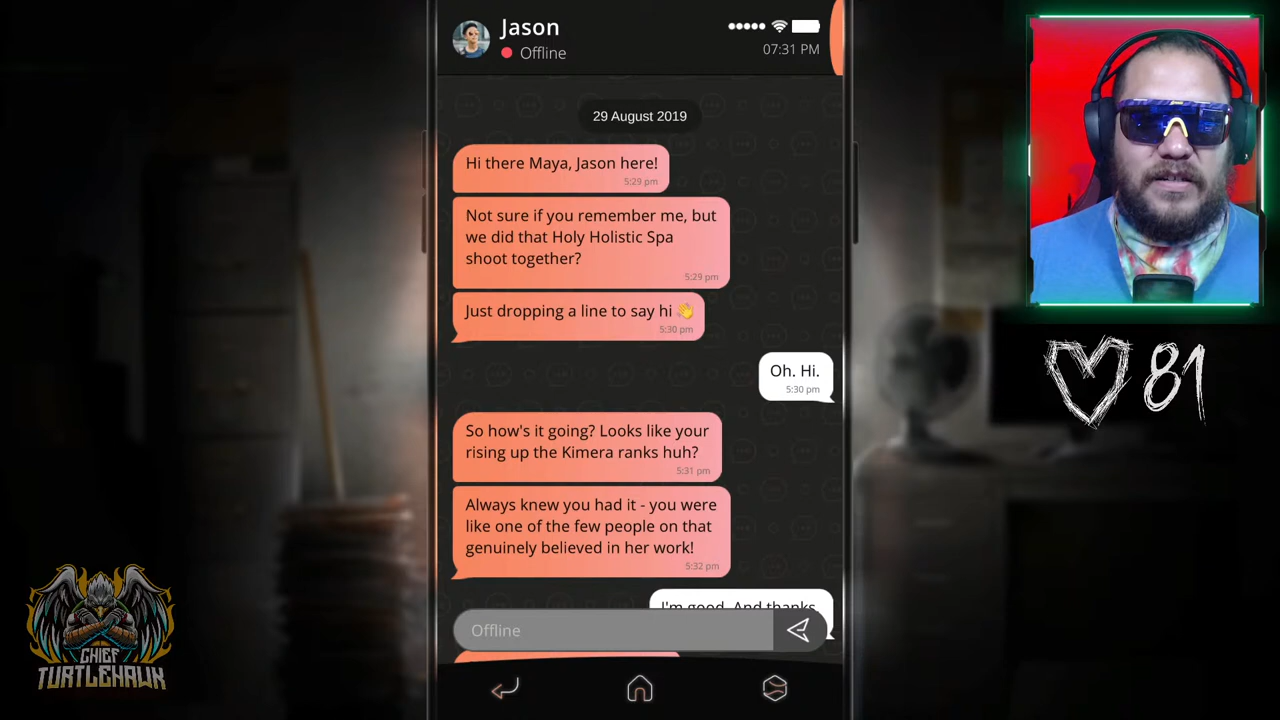 Jason
Offline
07:31 PM
29 August 2019
Hi there Maya, Jason here!
5:29 pm
Not sure if you remember me, but
we did that Holy Holistic Spa
shoot together?
5:29 pm
Just dropping a line to say hi 👋
5:30 pm
Oh. Hi.
5:30 pm
So how's it going? Looks like your
rising up the Kimera ranks huh?
5:31 pm
Always knew you had it - you were
like one of the few people on that
genuinely believed in her work!
5:32 pm
I'm good. And thanks.
Offline
81
CHIEF
TURTLEHAWK